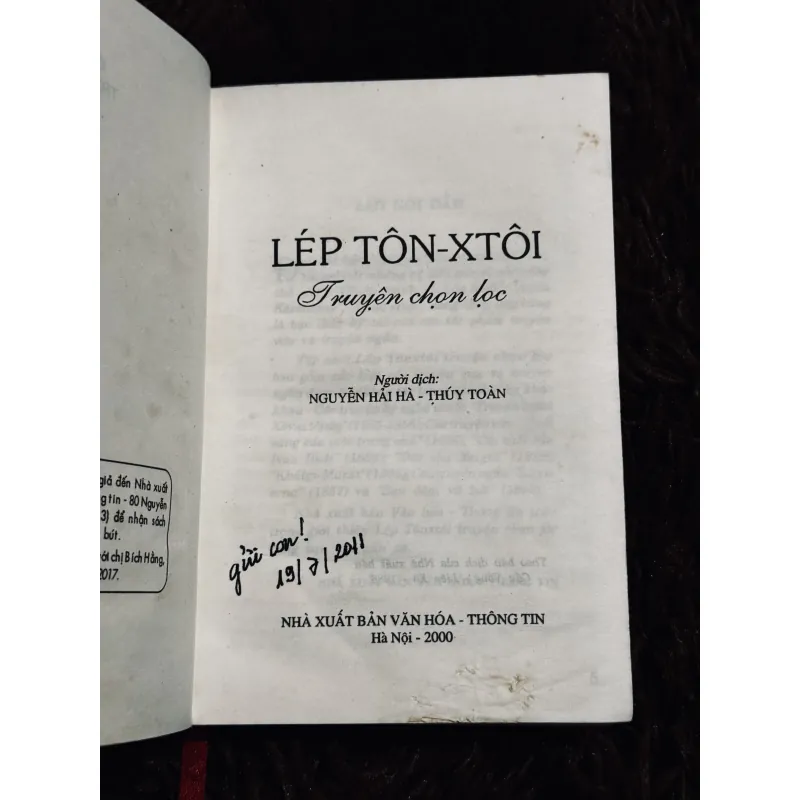 giả đến Nhà xuất
tin - 80 Nguyễn
để nhận sách
bút.
chị Bích Hằng,
2017.
LÉP TÔN-XTÔI
Truyện chọn lọc
Người dịch:
NGUYỄN HẢI HÀ - THÚY TOÀN
gửi con!
19/7/2011
NHÀ XUẤT BẢN VĂN HÓA - THÔNG TIN
Hà Nội - 2000